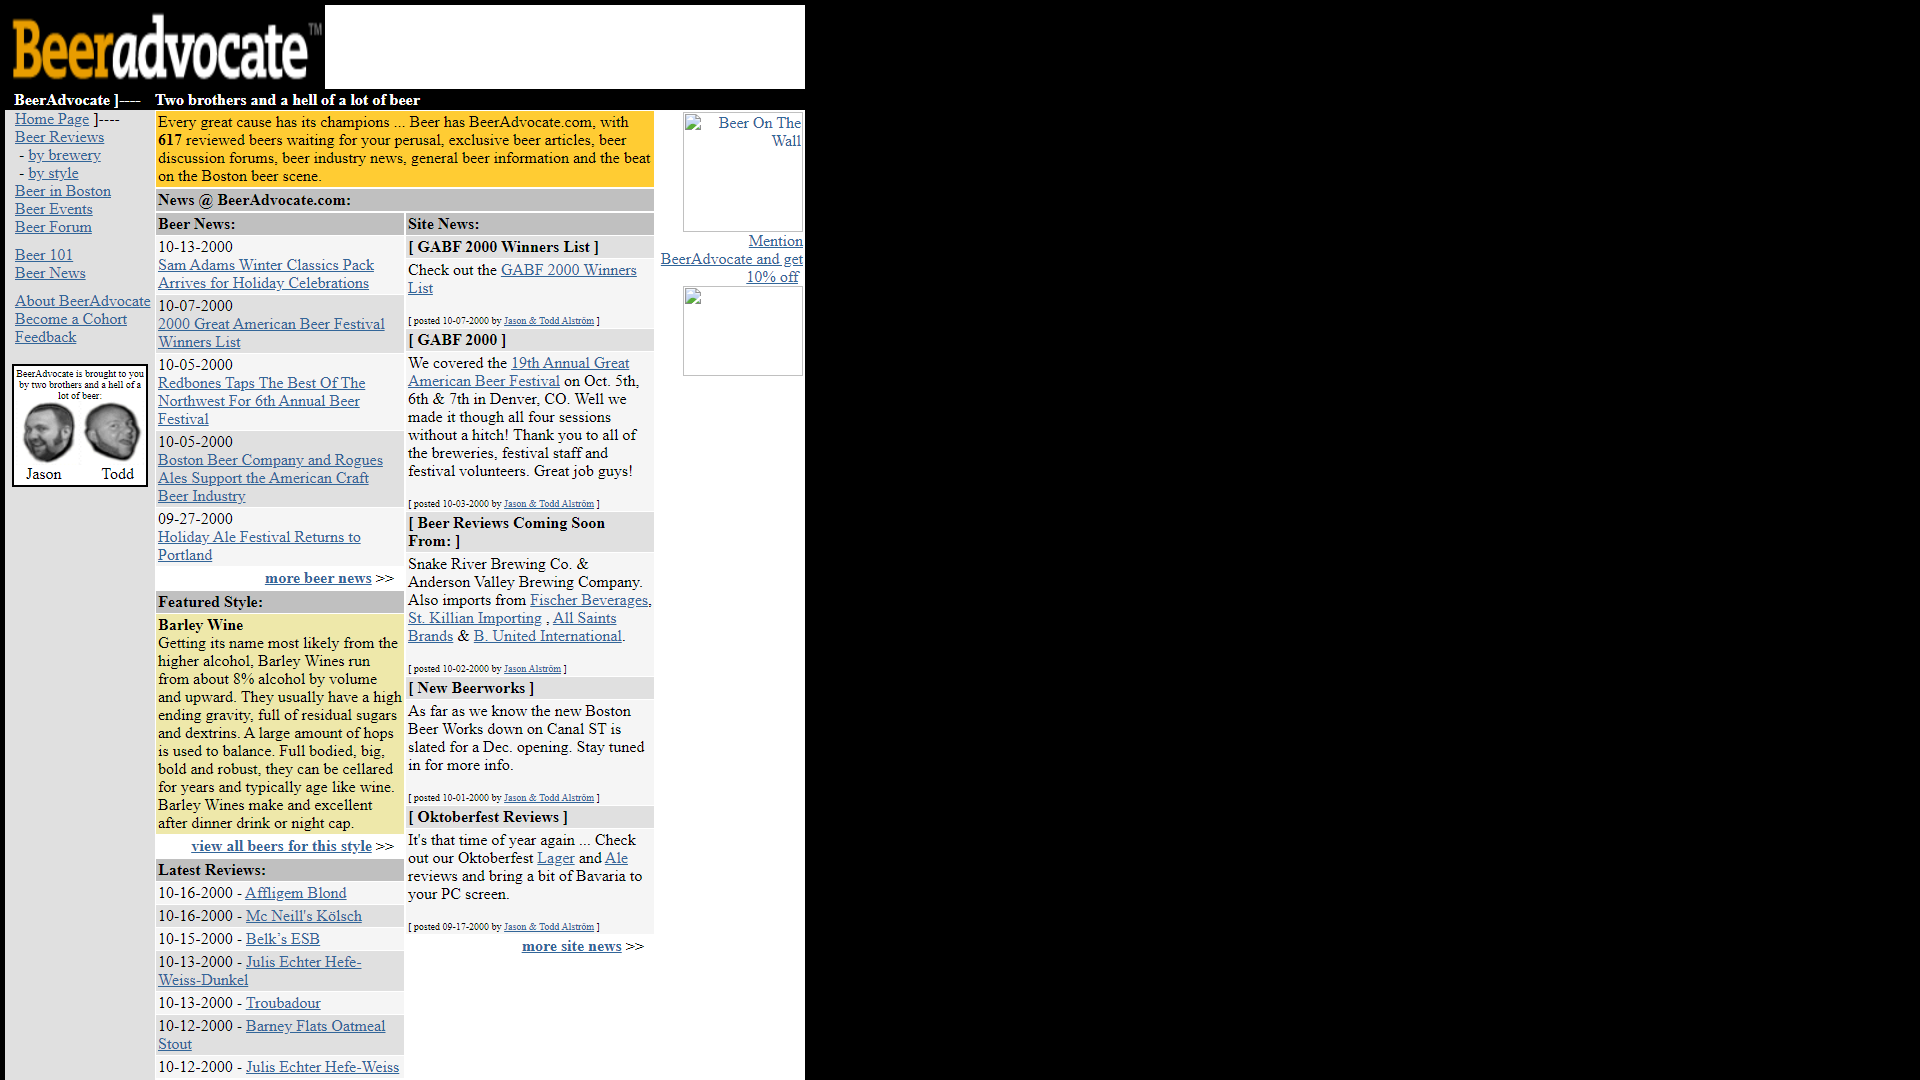 Beeradvocate™
BeerAdvocate ]----
Two brothers and a hell of a lot of beer
Home Page ]----
Beer Reviews
- by brewery
- by style
Beer in Boston
Beer Events
Beer Forum
Beer 101
Beer News
About BeerAdvocate
Become a Cohort
Feedback
BeerAdvocate is brought to you
by two brothers and a hell of a
lot of beer:
Jason Todd
Every great cause has its champions ... Beer has BeerAdvocate.com, with
617 reviewed beers waiting for your perusal, exclusive beer articles, beer
discussion forums, beer industry news, general beer information and the beat
on the Boston beer scene.
News @ BeerAdvocate.com:
Beer News:
10-13-2000
Sam Adams Winter Classics Pack
Arrives for Holiday Celebrations
10-07-2000
2000 Great American Beer Festival
Winners List
10-05-2000
Redbones Taps The Best Of The
Northwest For 6th Annual Beer
Festival
10-05-2000
Boston Beer Company and Rogues
Ales Support the American Craft
Beer Industry
09-27-2000
Holiday Ale Festival Returns to
Portland
more beer news >>
Featured Style:
Barley Wine
Getting its name most likely from the
higher alcohol, Barley Wines run
from about 8% alcohol by volume
and upward. They usually have a high
ending gravity, full of residual sugars
and dextrins. A large amount of hops
is used to balance. Full bodied, big,
bold and robust, they can be cellared
for years and typically age like wine.
Barley Wines make and excellent
after dinner drink or night cap.
view all beers for this style >>
Latest Reviews:
10-16-2000 - Affligem Blond
10-16-2000 - Mc Neill's Kölsch
10-15-2000 - Belk’s ESB
10-13-2000 - Julis Echter Hefe-
Weiss-Dunkel
10-13-2000 - Troubadour
10-12-2000 - Barney Flats Oatmeal
Stout
10-12-2000 - Julis Echter Hefe-Weiss
Site News:
[ GABF 2000 Winners List ]
Check out the GABF 2000 Winners
List
[ posted 10-07-2000 by Jason & Todd Alström ]
[ GABF 2000 ]
We covered the 19th Annual Great
American Beer Festival on Oct. 5th,
6th & 7th in Denver, CO. Well we
made it though all four sessions
without a hitch! Thank you to all of
the breweries, festival staff and
festival volunteers. Great job guys!
[ posted 10-03-2000 by Jason & Todd Alström ]
[ Beer Reviews Coming Soon
From: ]
Snake River Brewing Co. &
Anderson Valley Brewing Company.
Also imports from Fischer Beverages,
St. Killian Importing , All Saints
Brands & B. United International.
[ posted 10-02-2000 by Jason Alström ]
[ New Beerworks ]
As far as we know the new Boston
Beer Works down on Canal ST is
slated for a Dec. opening. Stay tuned
in for more info.
[ posted 10-01-2000 by Jason & Todd Alström ]
[ Oktoberfest Reviews ]
It's that time of year again ... Check
out our Oktoberfest Lager and Ale
reviews and bring a bit of Bavaria to
your PC screen.
[ posted 09-17-2000 by Jason & Todd Alström ]
more site news >>
Beer On The
Wall
Mention
BeerAdvocate and get
10% off